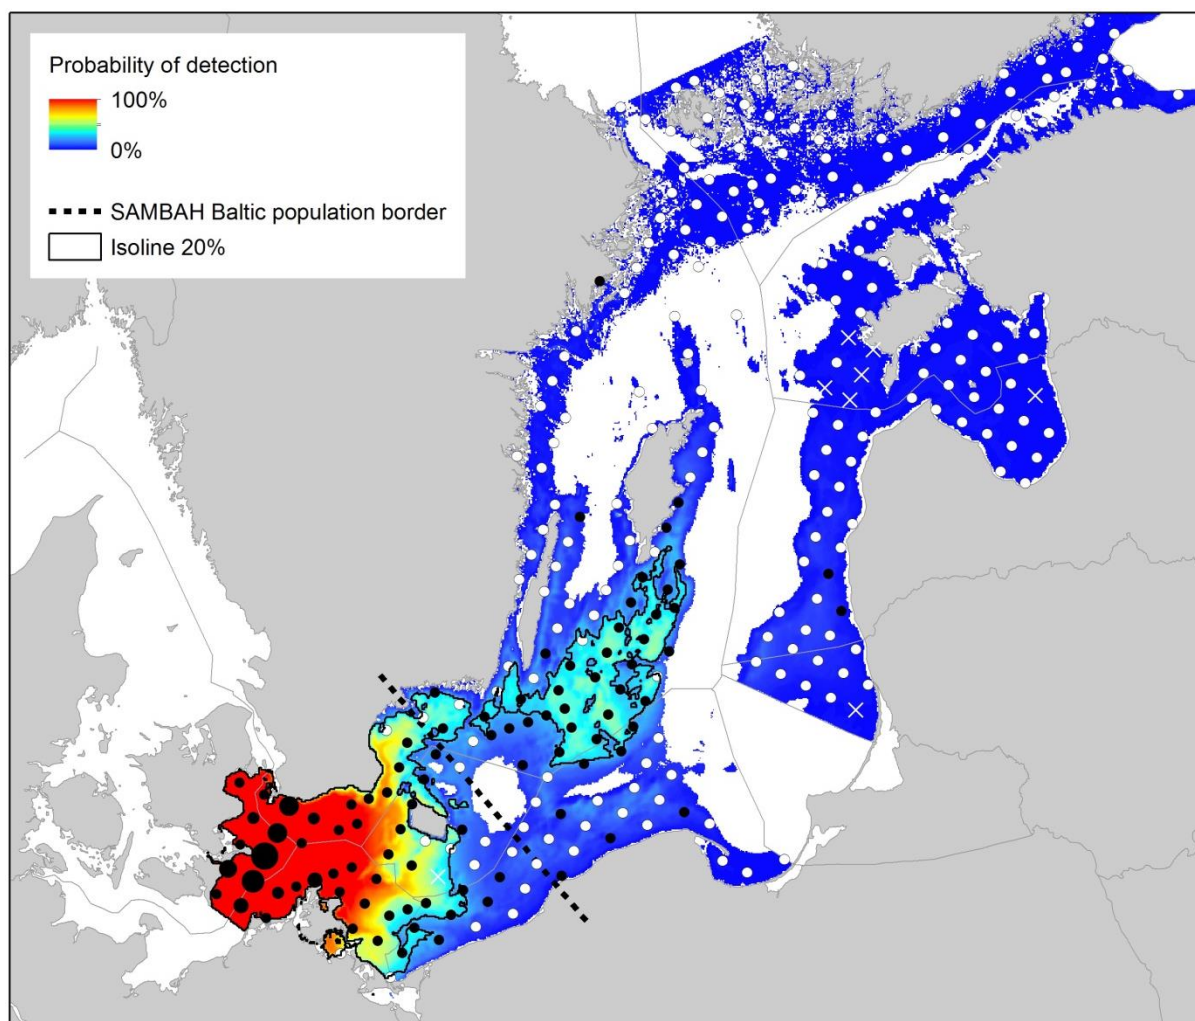 Probability of detection
100%
0%
SAMBAH Baltic population border
Isoline 20%